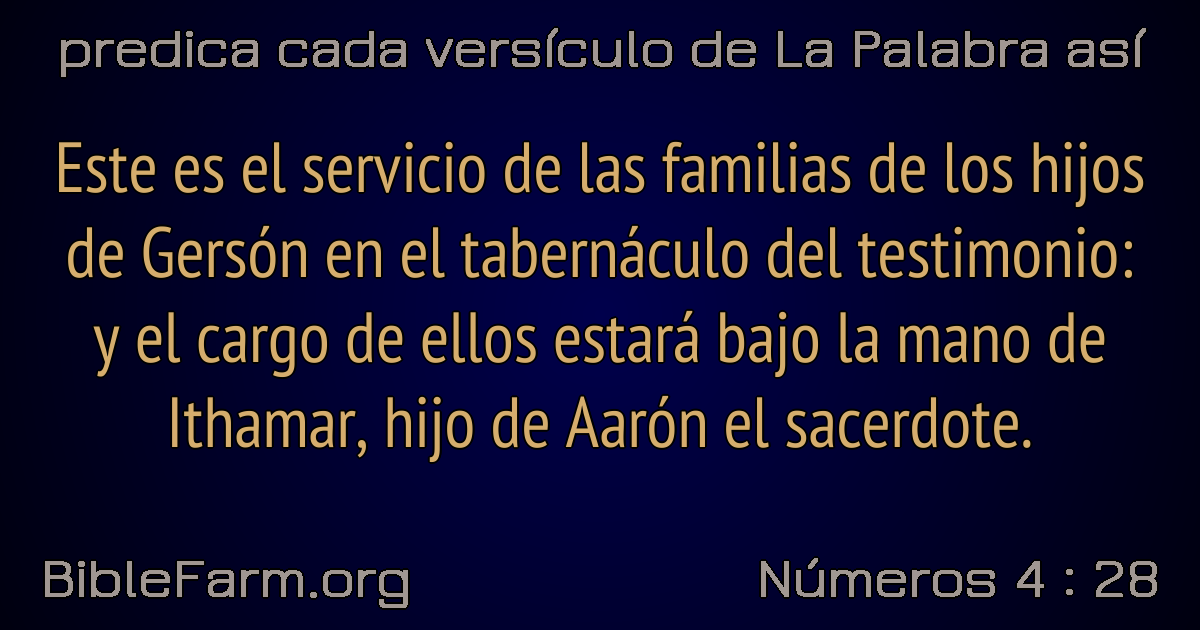 predica cada versículo de La Palabra así
Este es el servicio de las familias de los hijos
de Gersón en el tabernáculo del testimonio:
y el cargo de ellos estará bajo la mano de
Ithamar, hijo de Aarón el sacerdote.
BibleFarm.org
Números 4 : 28